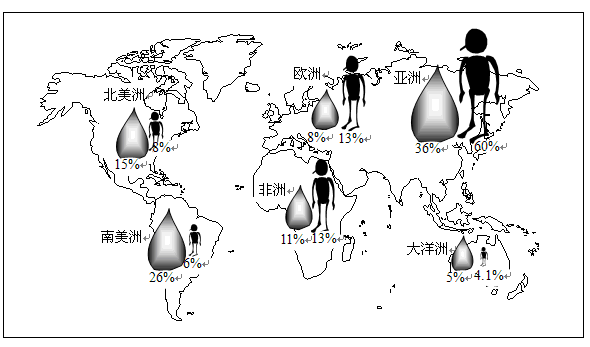 北美洲
15% 8%
欧洲
8% 13%
亚洲
36% 60%
非洲
11% 13%
南美洲
26% 6%
大洋洲
5% 4.1%